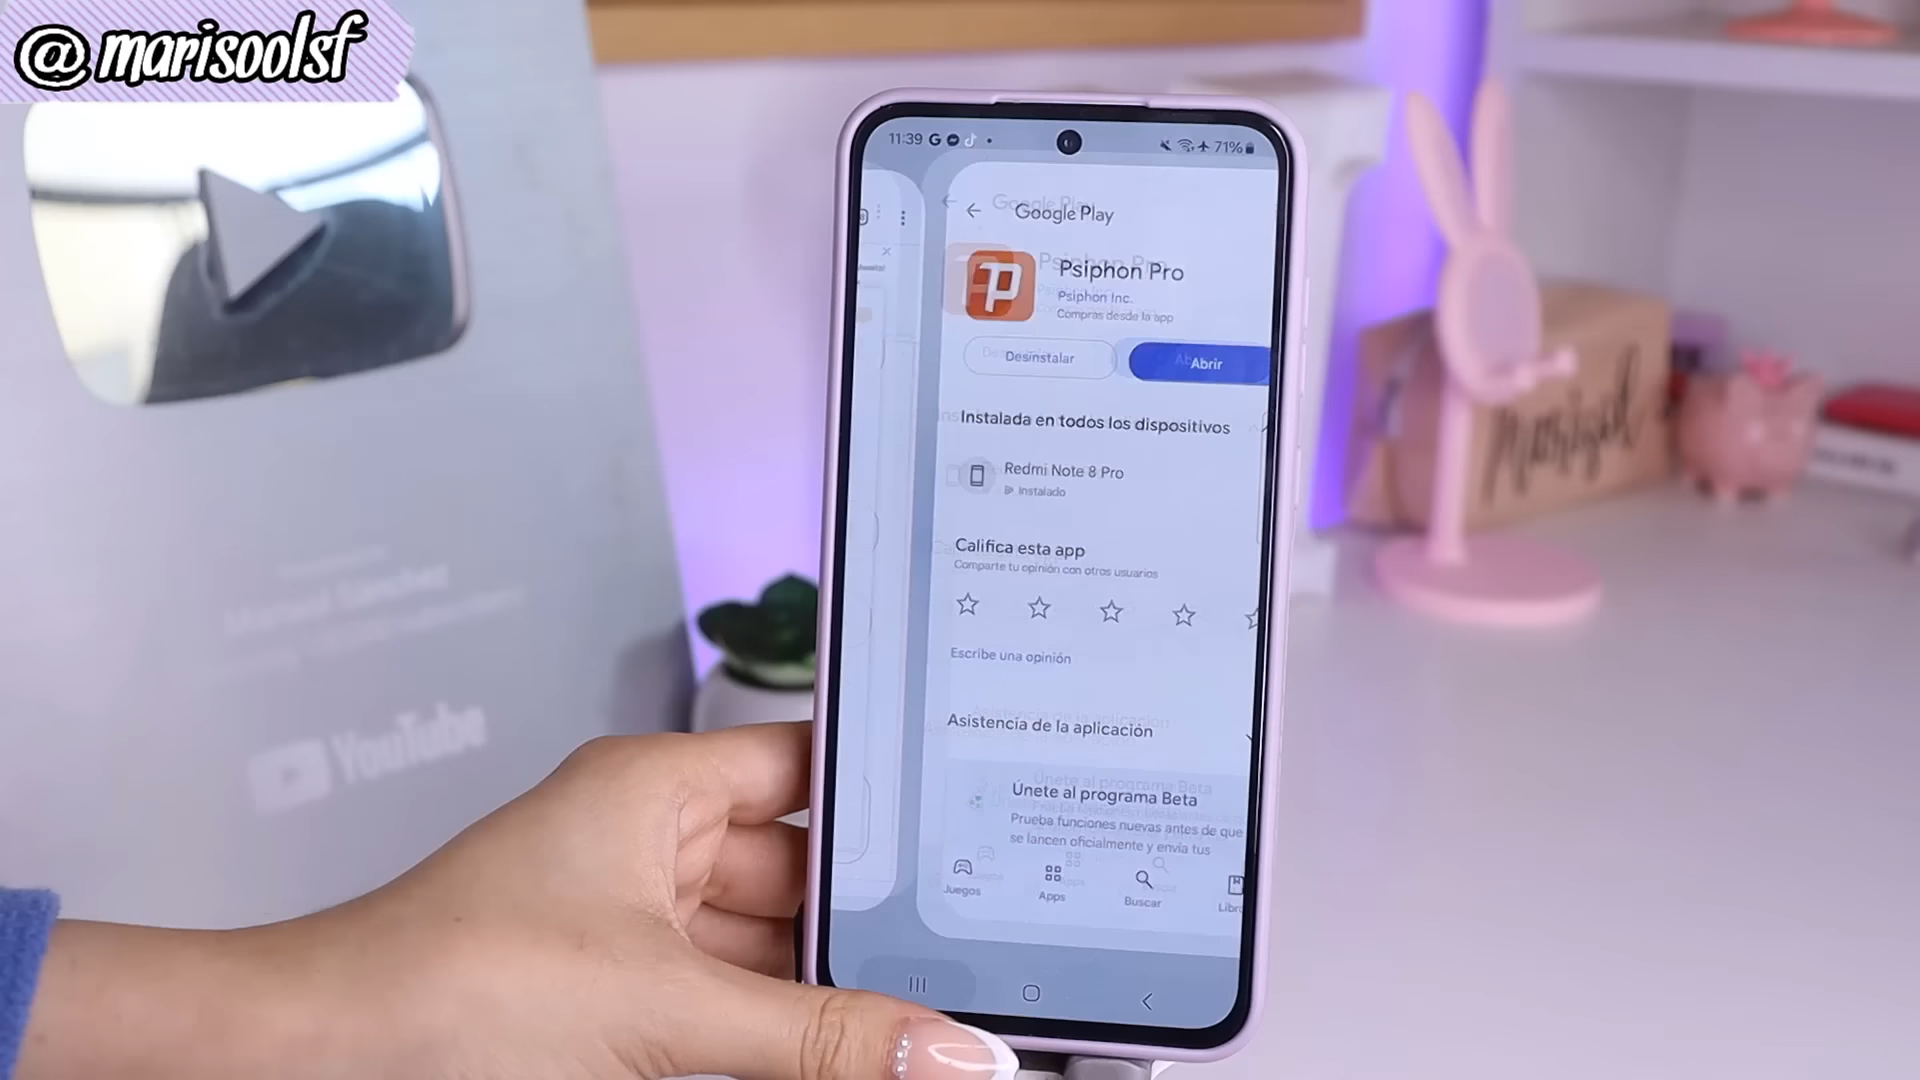 @marisoolsf
11:39
71%
Google Play
Psiphon Pro
Psiphon Inc.
Compras desde la app
Desinstalar
Abrir
Instalada en todos los dispositivos
Redmi Note 8 Pro
Instalado
Califica esta app
Comparte tu opinión con otros usuarios
Escribe una opinión
Asistencia de la aplicación
Únete al programa Beta
Prueba funciones nuevas antes de que
se lancen oficialmente y envía tus
Juegos
Apps
Buscar
Libro
YouTube
Marisol